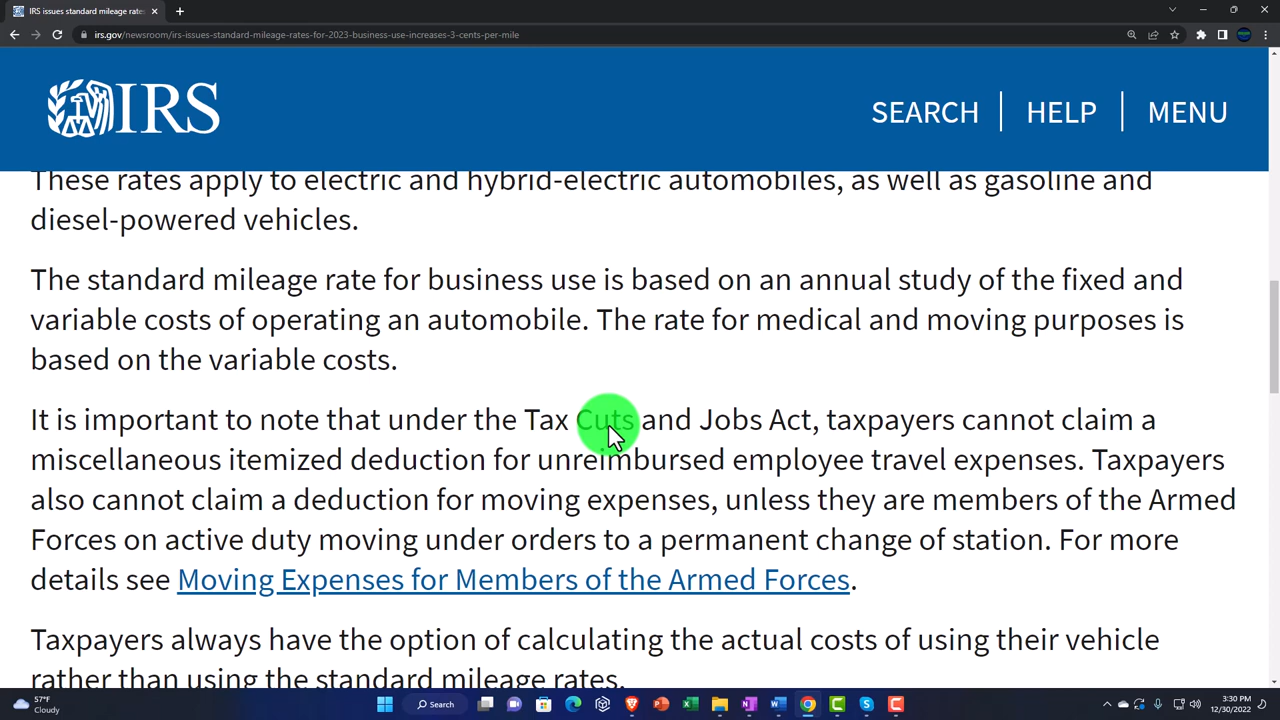 IRS issues standard mileage rates
irs.gov/newsroom/irs-issues-standard-mileage-rates-for-2023-business-use-increases-3-cents-per-mile
IRS
SEARCH | HELP | MENU
These rates apply to electric and hybrid-electric automobiles, as well as gasoline and
diesel-powered vehicles.
The standard mileage rate for business use is based on an annual study of the fixed and
variable costs of operating an automobile. The rate for medical and moving purposes is
based on the variable costs.
It is important to note that under the Tax Cuts and Jobs Act, taxpayers cannot claim a
miscellaneous itemized deduction for unreimbursed employee travel expenses. Taxpayers
also cannot claim a deduction for moving expenses, unless they are members of the Armed
Forces on active duty moving under orders to a permanent change of station. For more
details see Moving Expenses for Members of the Armed Forces.
Taxpayers always have the option of calculating the actual costs of using their vehicle
rather than using the standard mileage rates.
57°F
Cloudy
Search
3:30 PM
12/30/2022